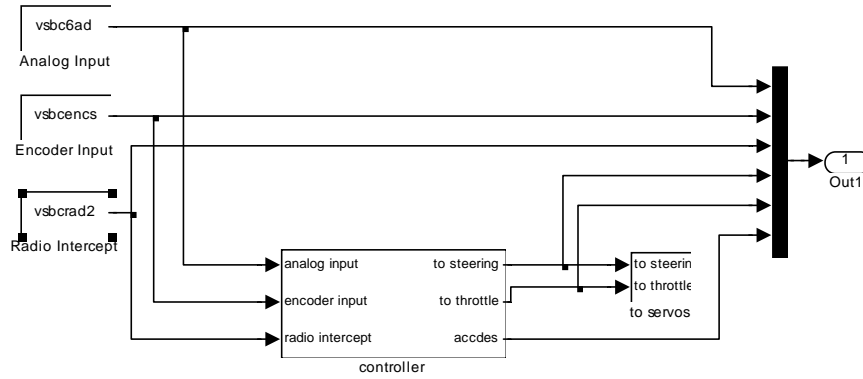 vsbc6ad
Analog Input
vsbcencs
Encoder Input
vsbcrad2
Radio Intercept
analog input
encoder input
radio intercept
to steering
to throttle
accdes
controller
to steerin
to throttle
to servos
1
Out1